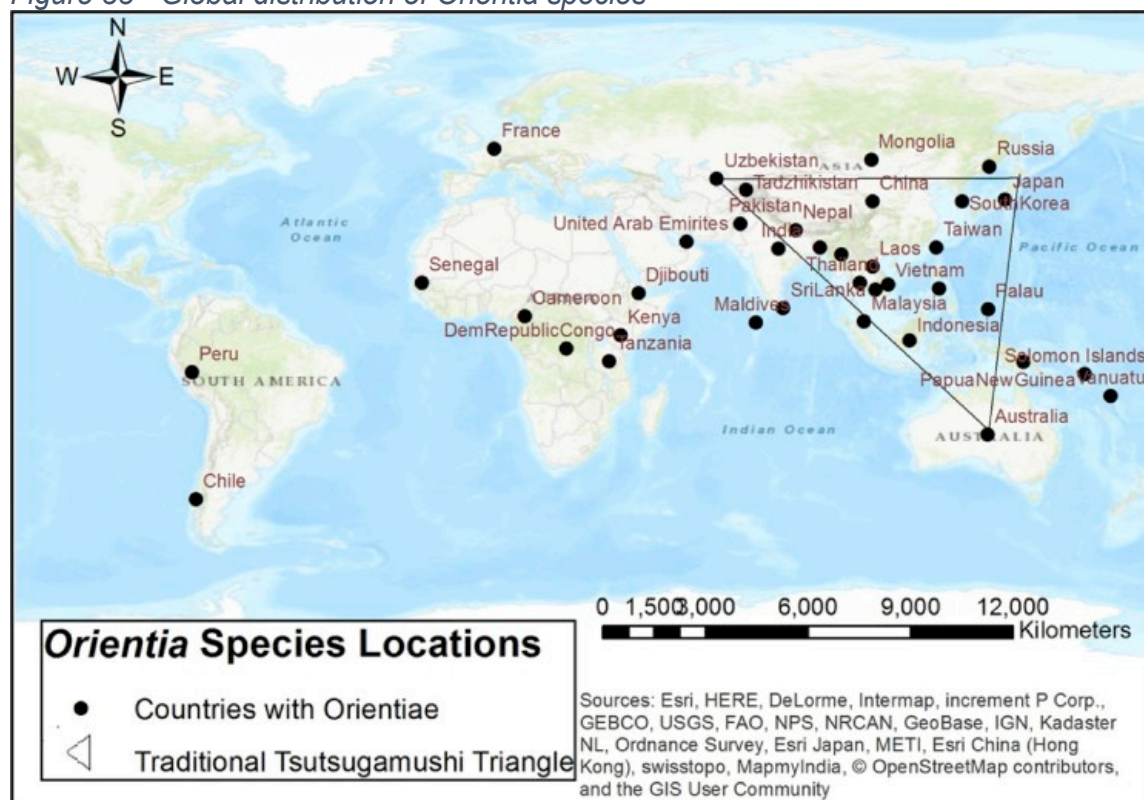 Figure 35 - Global distribution of Orientia species
N
W E
S
France
Mongolia
Russia
Uzbekistan
ASIA
Tadzhikistan
China
Japan
SouthKorea
Atlantic
Ocean
Pakistan
Nepal
United Arab Emirites
India
Taiwan
Pacific Ocean
Laos
Senegal
Djibouti
Thailand
Vietnam
Cameroon
SriLanka
Maldives
Malaysia
Palau
Kenya
DemRepublicCongo
Indonesia
Tanzania
Peru
SOUTH AMERICA
Solomon Islands
PapuaNewGuinea
Vanuatu
Australia
Indian Ocean
AUSTRALIA
Chile
0 1,500 3,000 6,000 9,000 12,000
Kilometers
Orientia Species Locations
Countries with Orientiae
Traditional Tsutsugamushi Triangle
Sources: Esri, HERE, DeLorme, Intermap, increment P Corp.,
GEBCO, USGS, FAO, NPS, NRCAN, GeoBase, IGN, Kadaster
NL, Ordnance Survey, Esri Japan, METI, Esri China (Hong
Kong), swisstopo, MapmyIndia, © OpenStreetMap contributors,
and the GIS User Community